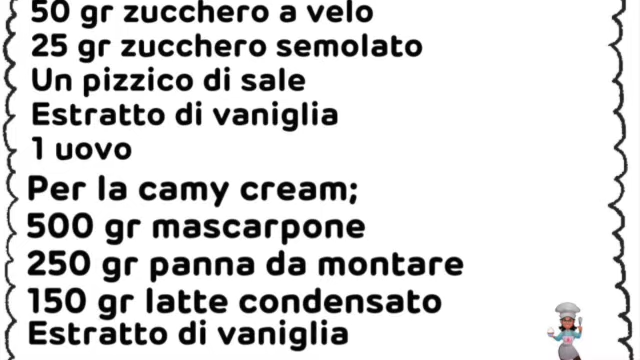 50 gr zucchero a velo
25 gr zucchero semolato
Un pizzico di sale
Estratto di vaniglia
1 uovo
Per la camy cream;
500 gr mascarpone
250 gr panna da montare
150 gr latte condensato
Estratto di vaniglia